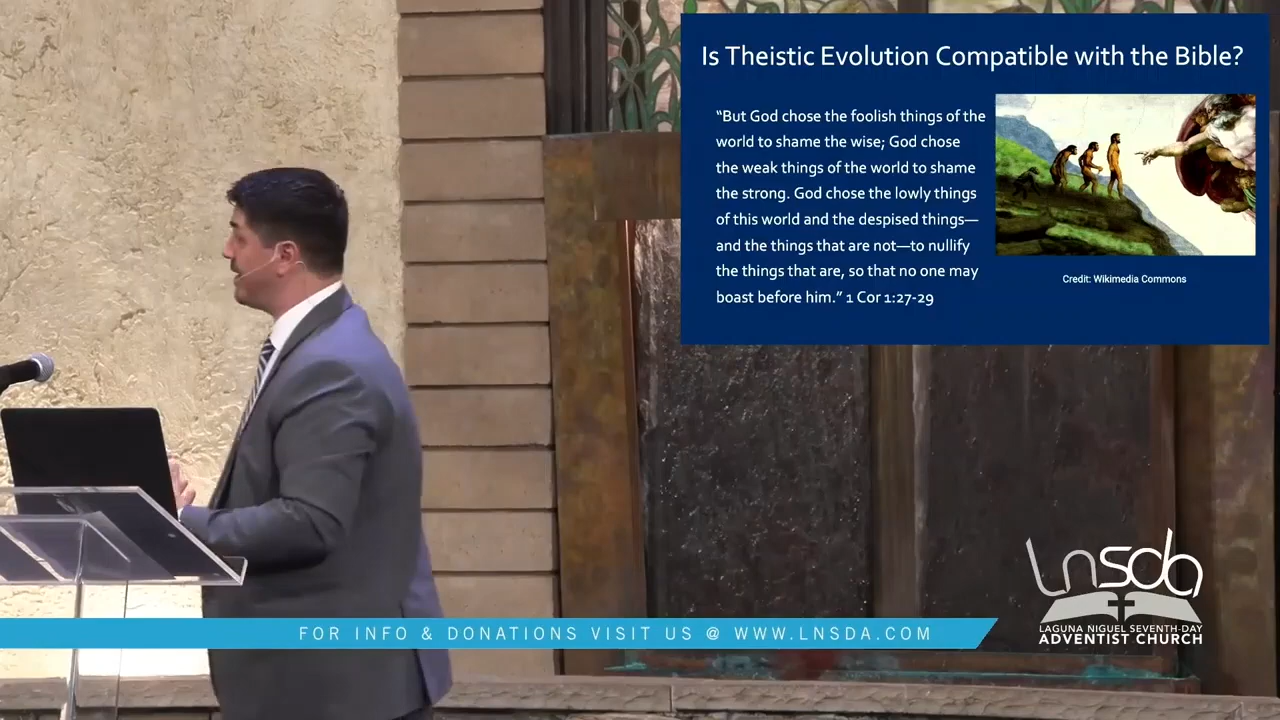 Is Theistic Evolution Compatible with the Bible?
“But God chose the foolish things of the
world to shame the wise; God chose
the weak things of the world to shame
the strong. God chose the lowly things
of this world and the despised things—
and the things that are not—to nullify
the things that are, so that no one may
boast before him.” 1 Cor 1:27-29
Credit: Wikimedia Commons
Lnsda
LAGUNA NIGUEL SEVENTH-DAY
ADVENTIST CHURCH
FOR INFO & DONATIONS VISIT US @ WWW.LNSDA.COM